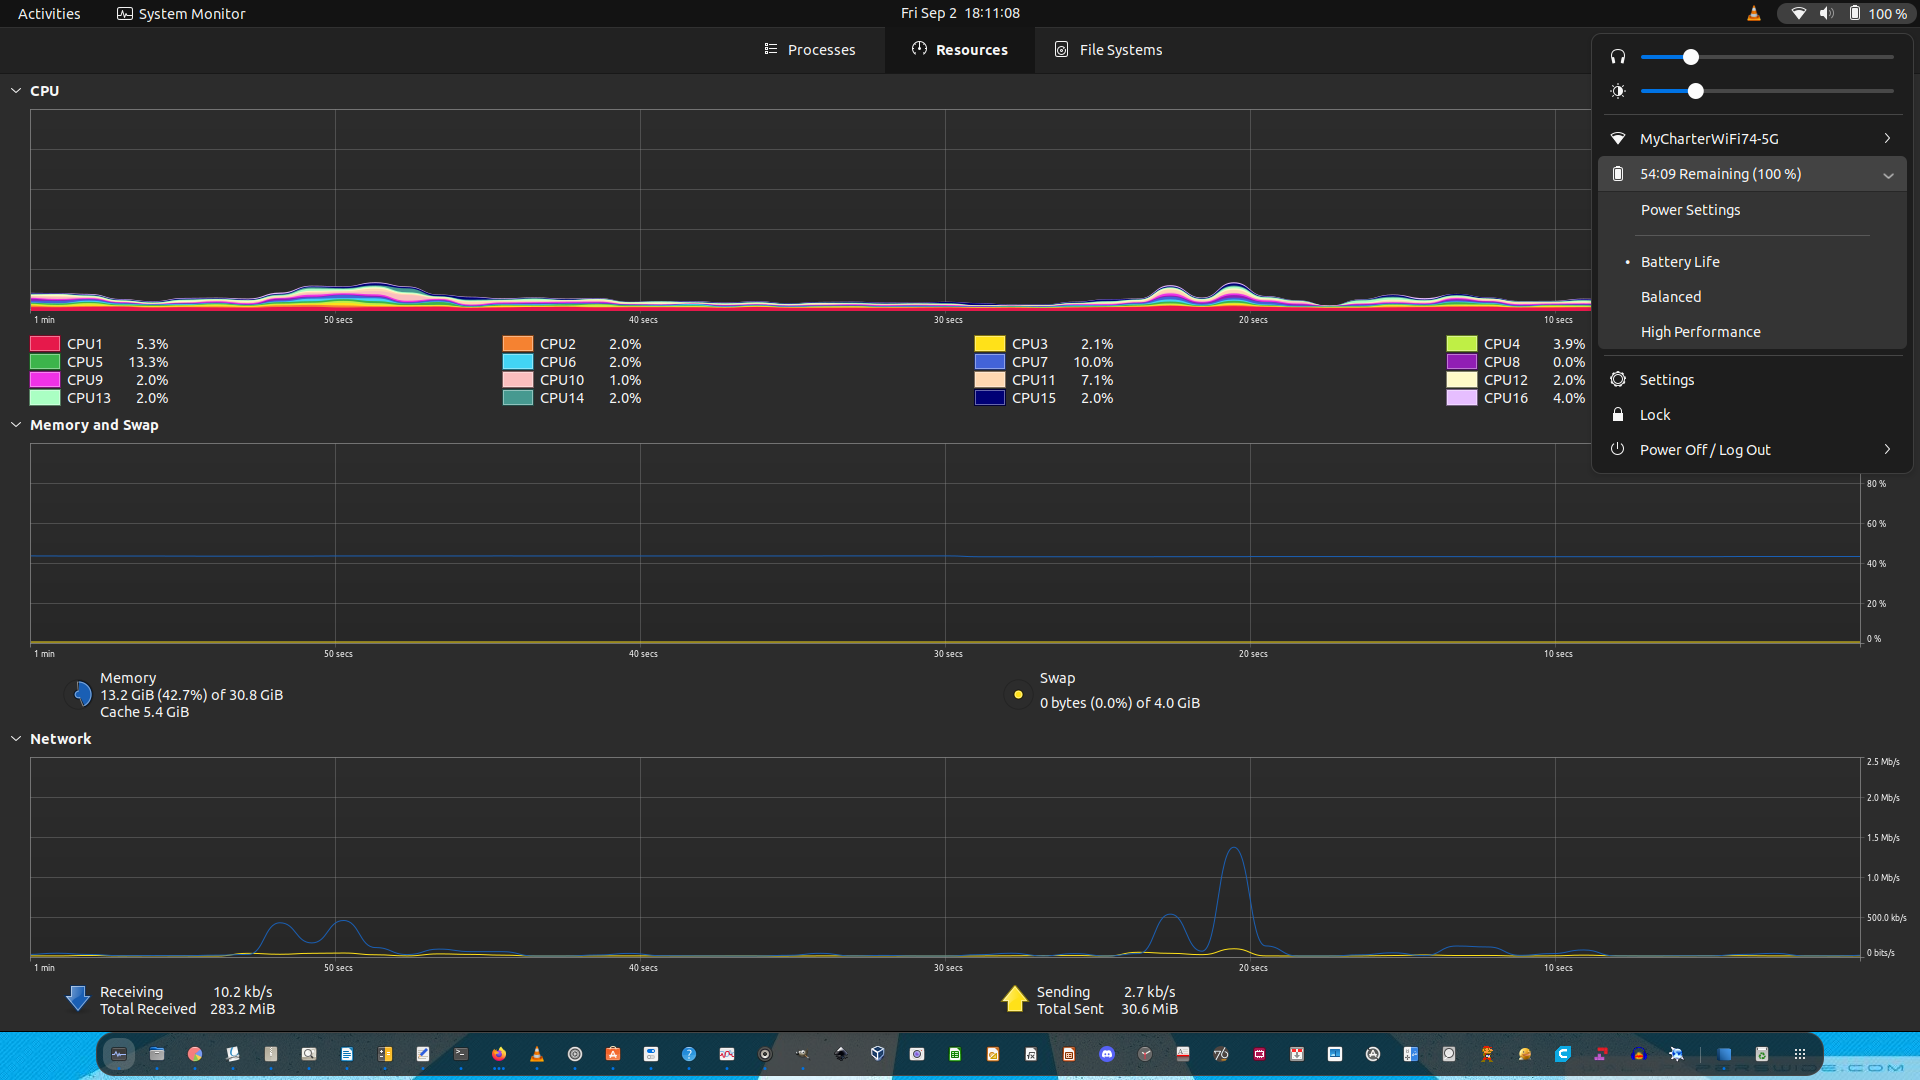 Activities
System Monitor
Fri Sep 2 18:11:08
100 %
Processes
Resources
File Systems
CPU
1 min
50 secs
40 secs
30 secs
20 secs
10 secs
CPU1 5.3%
CPU2 2.0%
CPU3 2.1%
CPU4 3.9%
CPU5 13.3%
CPU6 2.0%
CPU7 10.0%
CPU8 0.0%
CPU9 2.0%
CPU10 1.0%
CPU11 7.1%
CPU12 2.0%
CPU13 2.0%
CPU14 2.0%
CPU15 2.0%
CPU16 4.0%
MyCharterWiFi74-5G
54:09 Remaining (100 %)
Power Settings
• Battery Life
Balanced
High Performance
Settings
Lock
Power Off / Log Out
Memory and Swap
80 %
60 %
40 %
20 %
0 %
1 min
50 secs
40 secs
30 secs
20 secs
10 secs
Memory
13.2 GiB (42.7%) of 30.8 GiB
Cache 5.4 GiB
Swap
0 bytes (0.0%) of 4.0 GiB
Network
2.5 Mb/s
2.0 Mb/s
1.5 Mb/s
1.0 Mb/s
500.0 kb/s
0 bits/s
1 min
50 secs
40 secs
30 secs
20 secs
10 secs
Receiving 10.2 kb/s
Total Received 283.2 MiB
Sending 2.7 kb/s
Total Sent 30.6 MiB